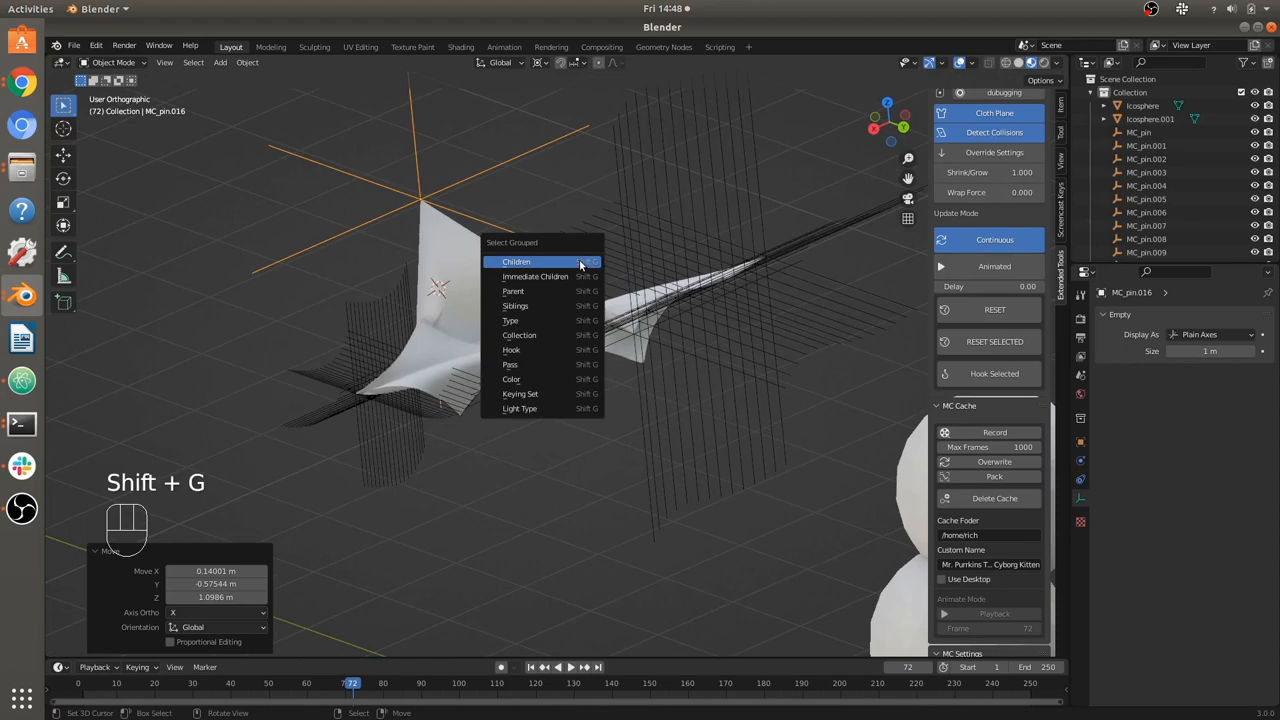 Activities
Blender
Fri 14:48
Blender
File Edit Render Window Help
Layout Modeling Sculpting UV Editing Texture Paint Shading Animation Rendering Compositing Geometry Nodes Scripting +
Scene
View Layer
Object Mode View Select Add Object
Global
Options
User Orthographic
(72) Collection | MC_pin.016
X
Y
Z
Select Grouped
Children Shift G
Immediate Children Shift G
Parent Shift G
Siblings Shift G
Type Shift G
Collection Shift G
Hook Shift G
Pass Shift G
Color Shift G
Keying Set Shift G
Light Type Shift G
Shift + G
Move
Move X 0.14001 m
Y -0.57544 m
Z 1.0986 m
Axis Ortho X
Orientation Global
Proportional Editing
dubugging
Cloth Plane
Detect Collisions
Override Settings
Shrink/Grow 1.000
Wrap Force 0.000
Update Mode
Continuous
Animated
Delay 0.00
RESET
RESET SELECTED
Hook Selected
MC Cache
Record
Max Frames 1000
Overwrite
Pack
Delete Cache
Cache Foder
/home/rich
Custom Name
Mr. Purrkins T... Cyborg Kitten
Use Desktop
Animate Mode
Playback
Frame 72
MC Settings
Item
Tool
View
Screencast Keys
Extended Tools
Scene Collection
Collection
Icosphere
Icosphere.001
MC_pin
MC_pin.001
MC_pin.002
MC_pin.003
MC_pin.004
MC_pin.005
MC_pin.006
MC_pin.007
MC_pin.008
MC_pin.009
MC_pin.016
Empty
Display As Plain Axes
Size 1 m
Playback Keying View Marker
72
Start 1
End 250
0 10 20 30 40 50 60 72 80 90 100 110 120 130 140 150 160 170 180 190 200 210 220 230 240 250
Set 3D Cursor Box Select Rotate View Select Move
3.0.0